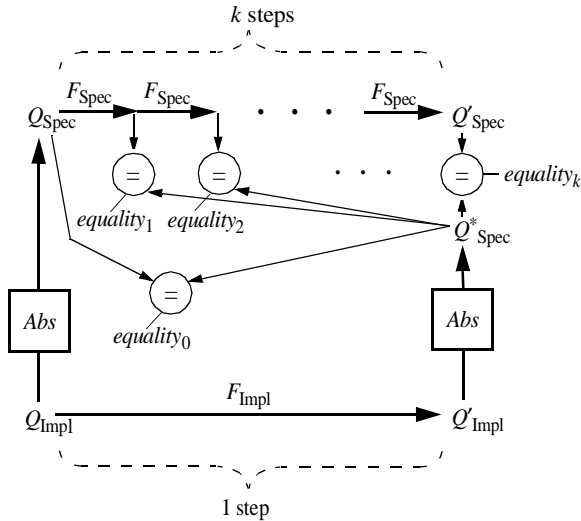 k steps
F_Spec F_Spec · · · F_Spec
Q_Spec Q′_Spec
= = · · · = equality_k
equality_1 equality_2 Q*_Spec
=
equality_0
Abs Abs
F_Impl
Q_Impl Q′_Impl
1 step